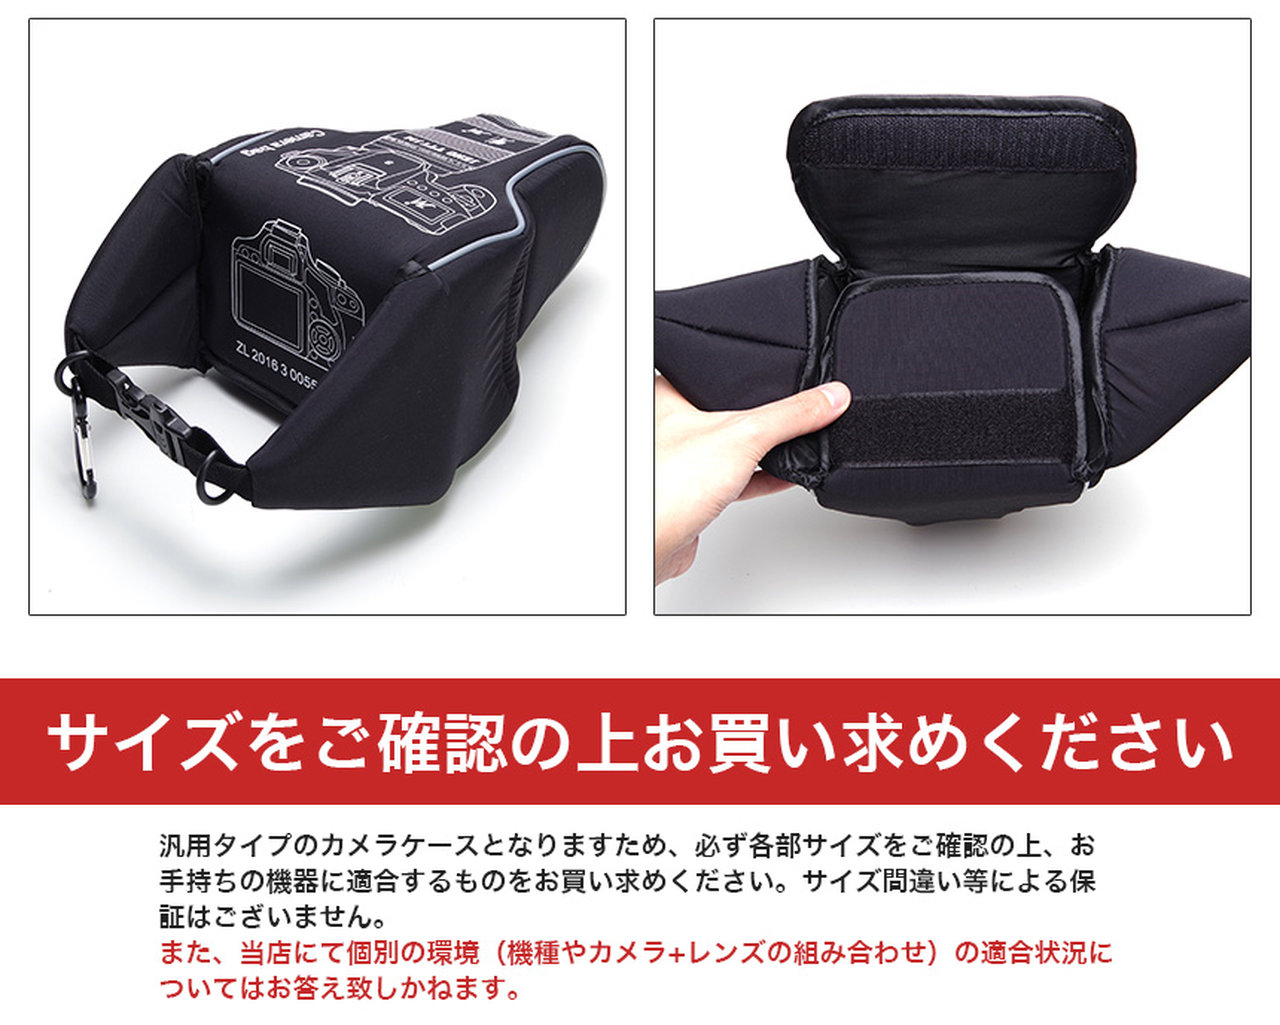 Camera bag
ZL 2016 3 0055
サイズをご確認の上お買い求めください
汎用タイプのカメラケースとなりますため、必ず各部サイズをご確認の上、お
手持ちの機器に適合するものをお買い求めください。サイズ間違い等による保
証はございません。
また、当店にて個別の環境（機種やカメラ+レンズの組み合わせ）の適合状況に
ついてはお答え致しかねます。